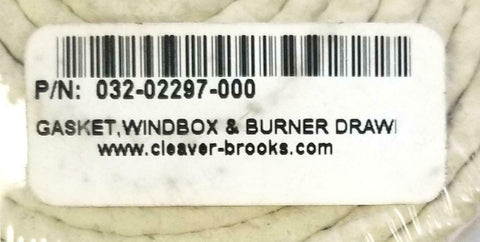 P/N: 032-02297-000
GASKET,WINDBOX & BURNER DRAWI
www.cleaver-brooks.com